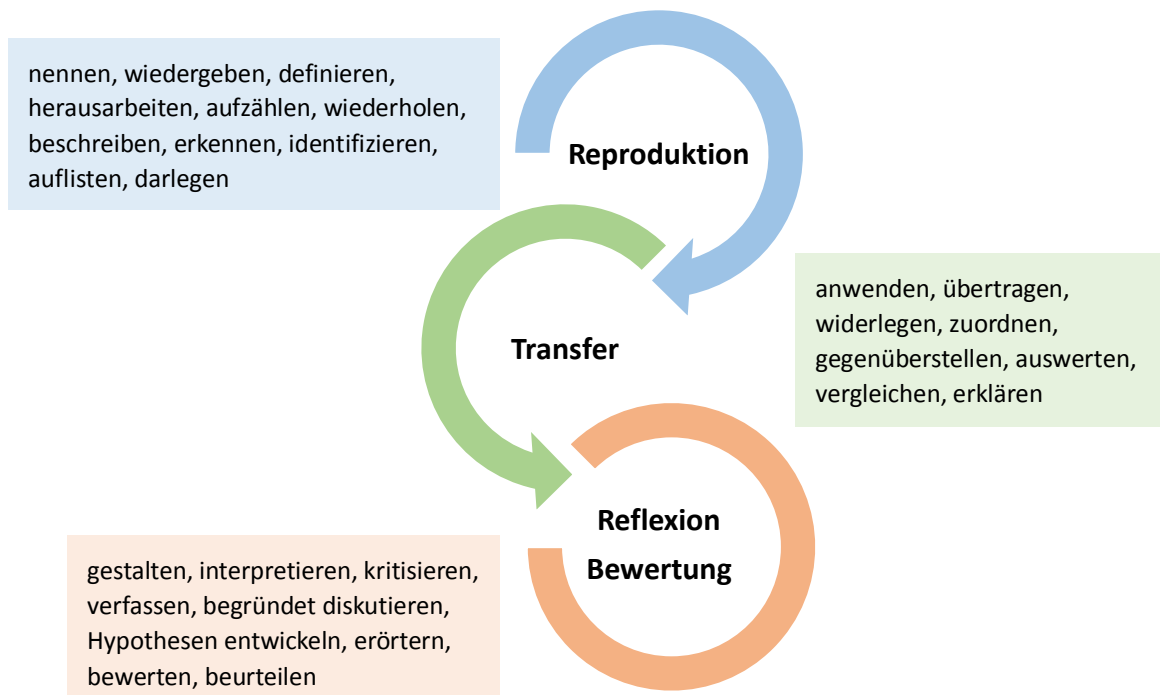 nennen, wiedergeben, definieren,
herausarbeiten, aufzählen, wiederholen,
beschreiben, erkennen, identifizieren,
auflisten, darlegen
Reproduktion
anwenden, übertragen,
widerlegen, zuordnen,
gegenüberstellen, auswerten,
vergleichen, erklären
Transfer
Reflexion
Bewertung
gestalten, interpretieren, kritisieren,
verfassen, begründet diskutieren,
Hypothesen entwickeln, erörtern,
bewerten, beurteilen